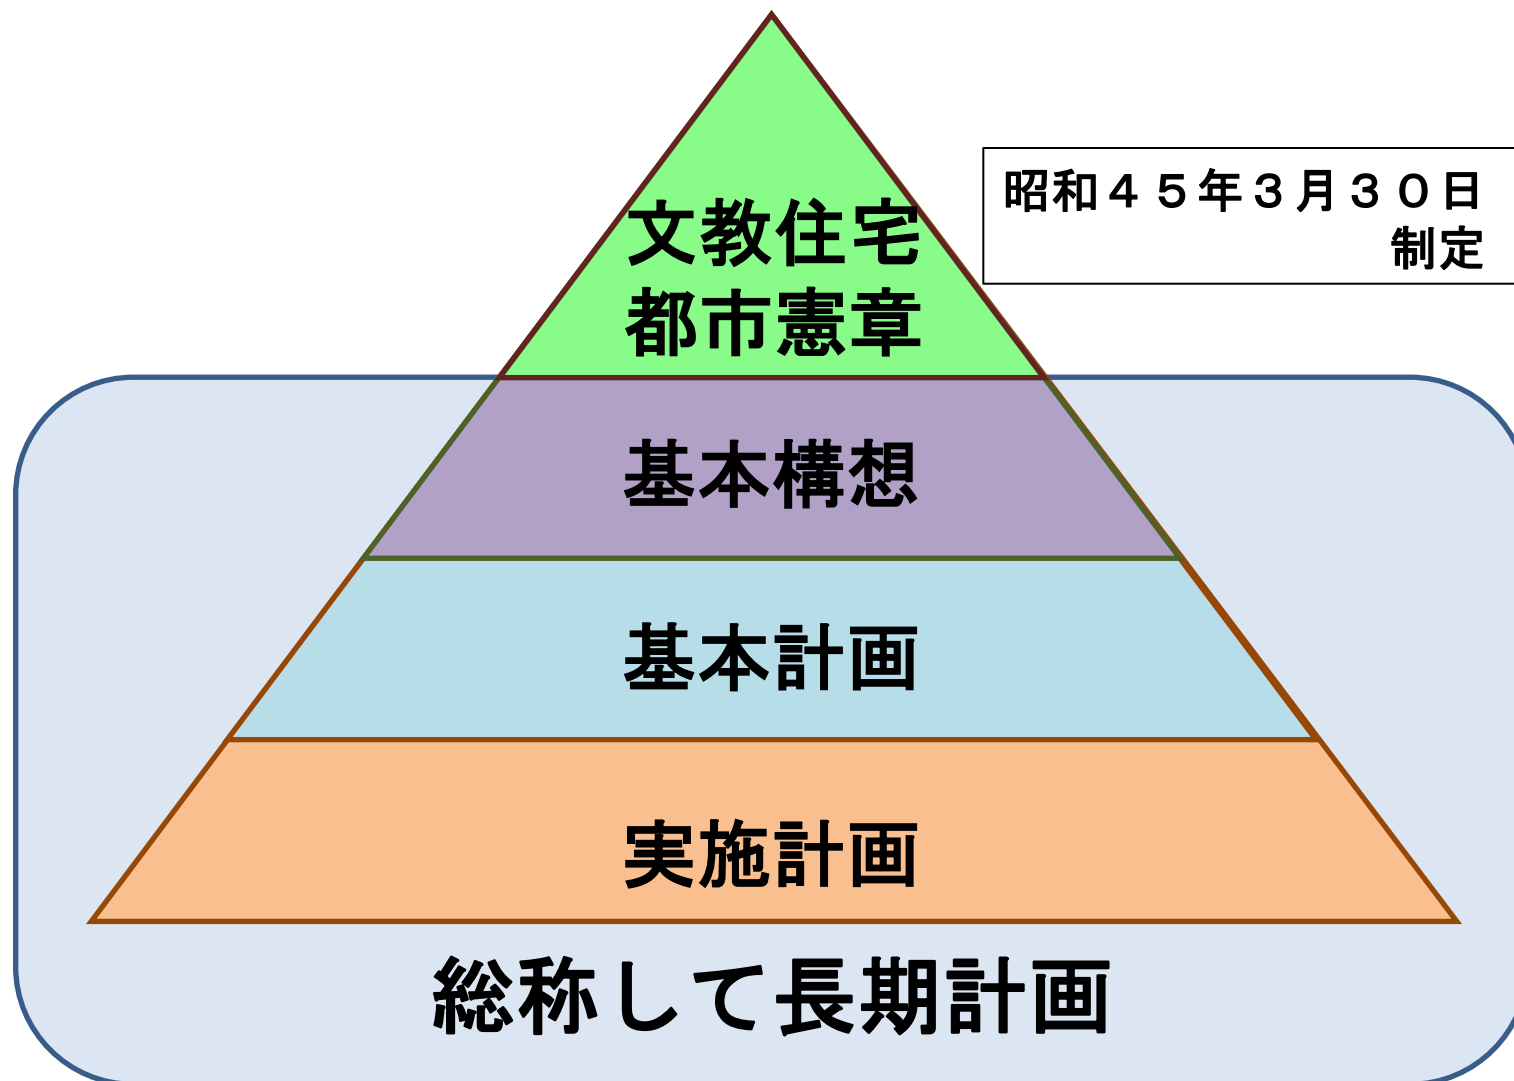 文教住宅
都市憲章
昭和４５年３月３０日
制定
基本構想
基本計画
実施計画
総称して長期計画